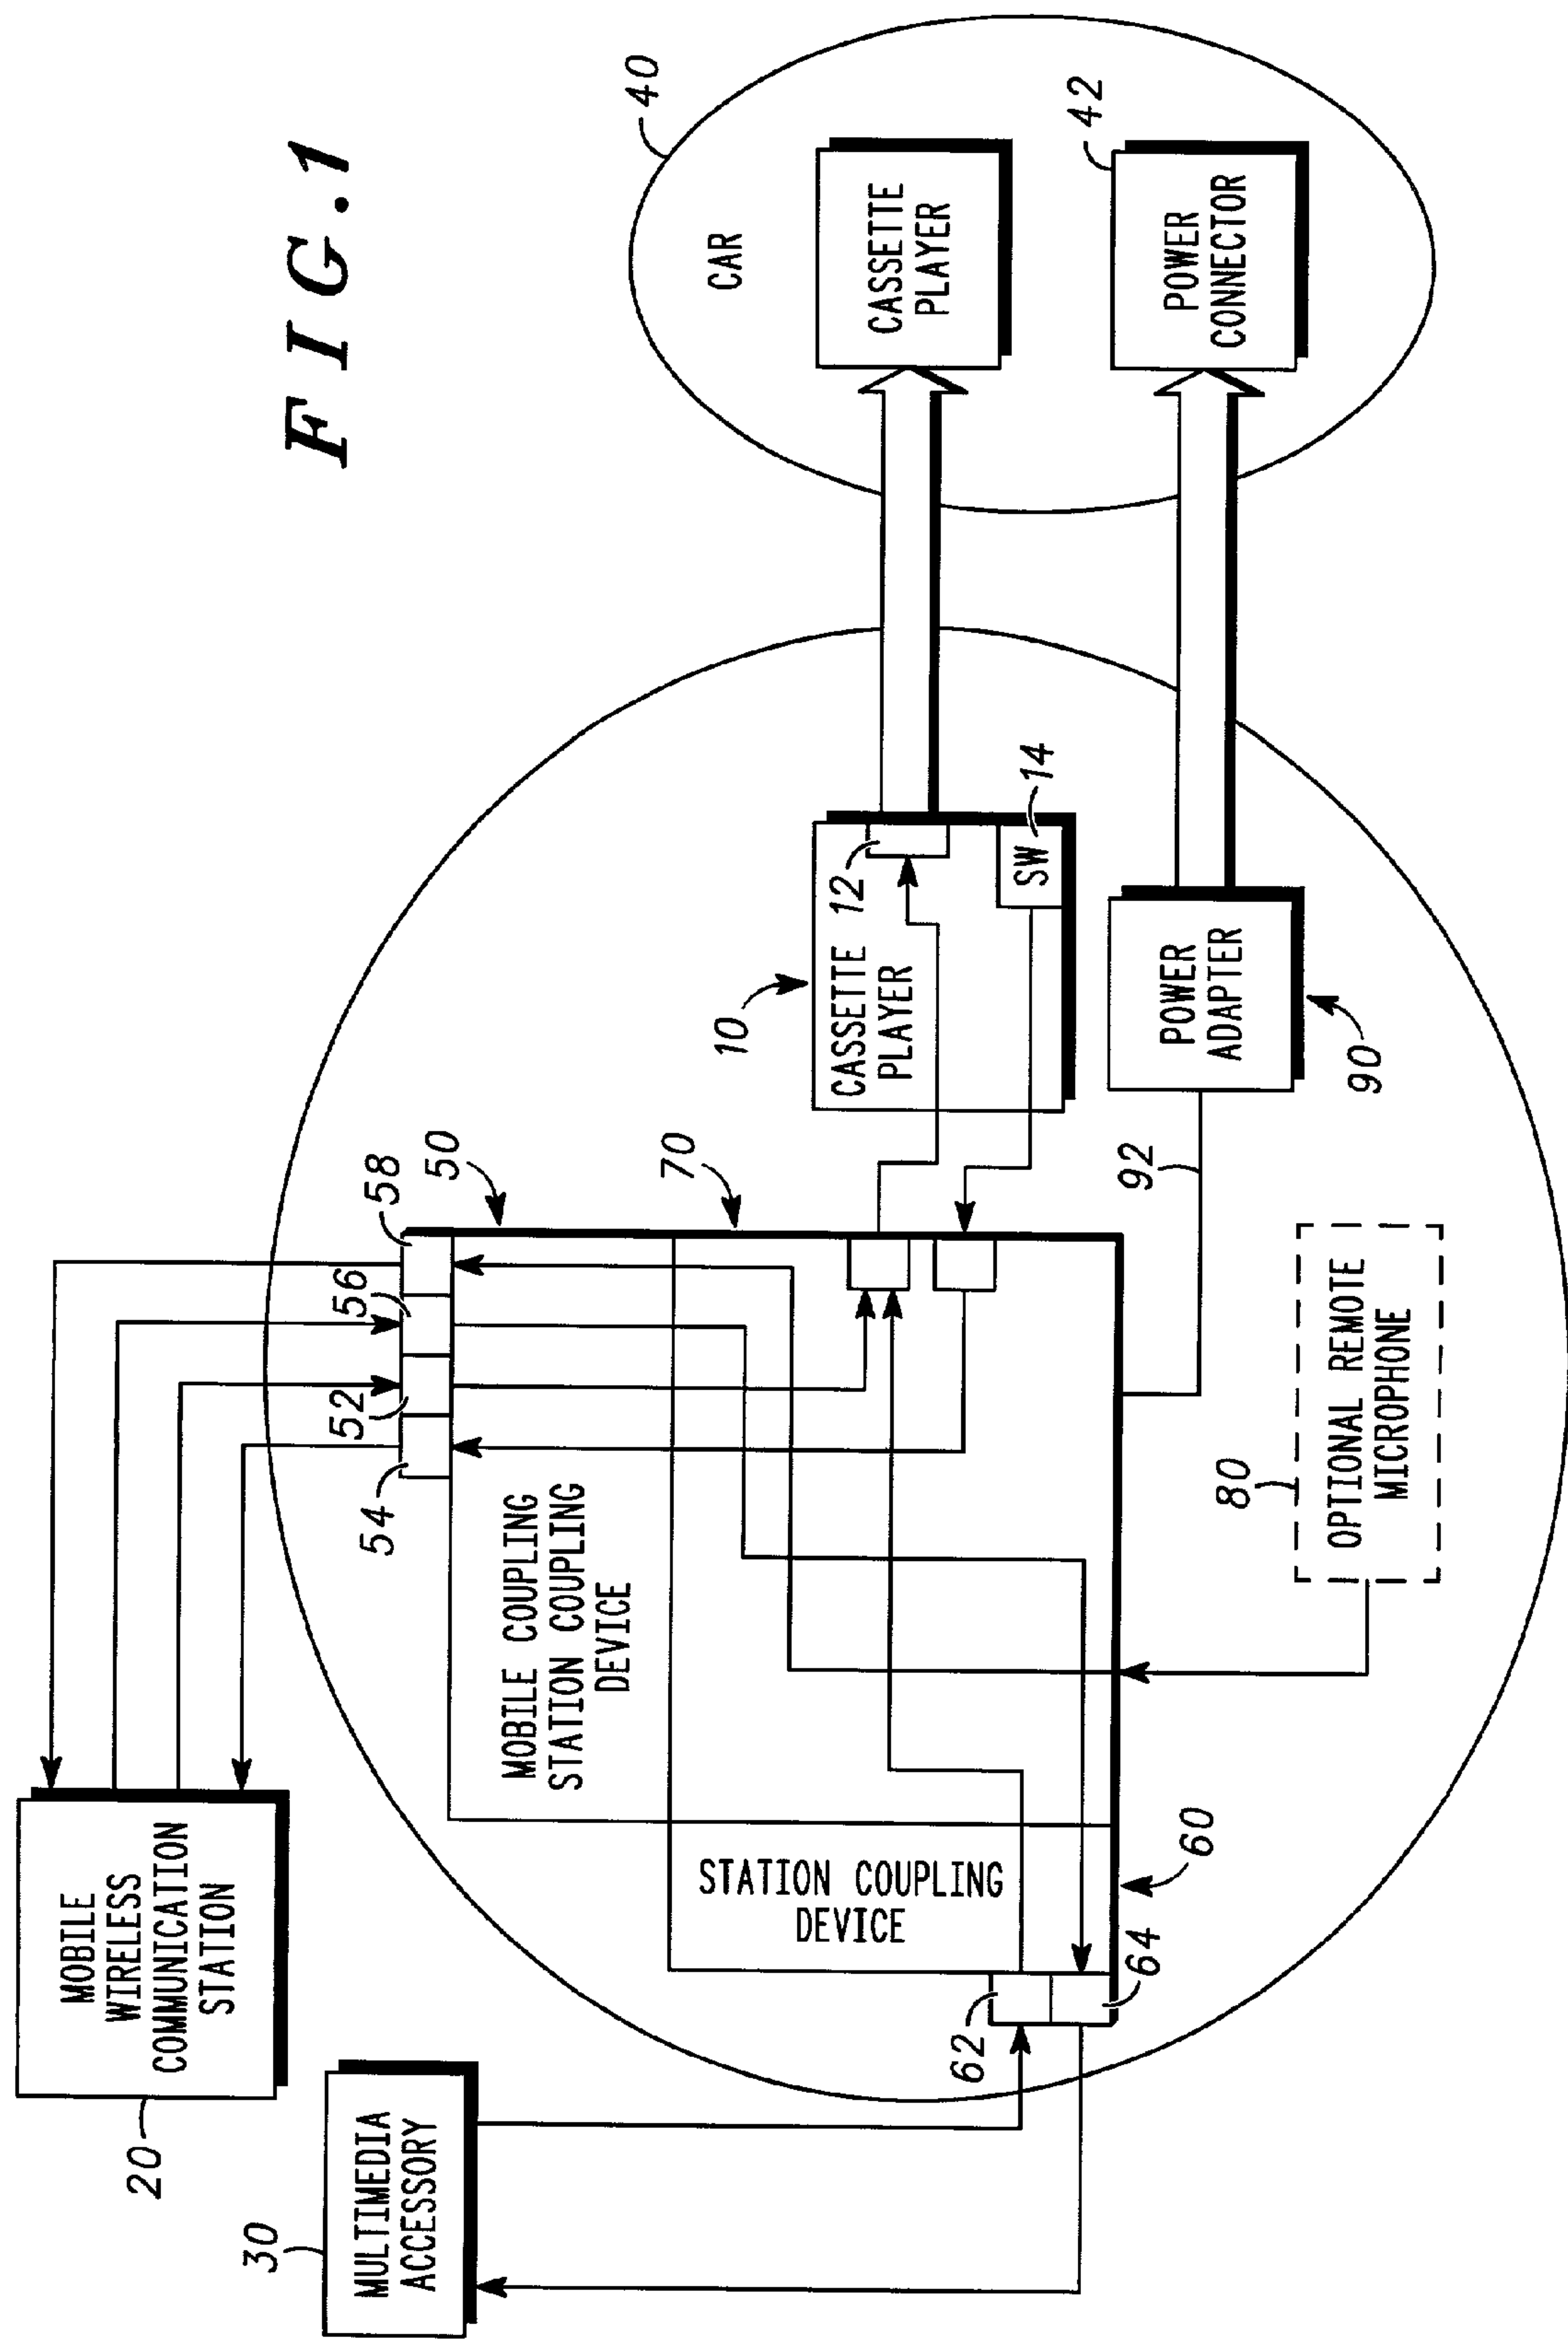 FIG.1
MOBILE
WIRELESS
COMMUNICATION
STATION
20
MULTIMEDIA
ACCESSORY
30
54
52
56
58
50
MOBILE COUPLING
STATION COUPLING
DEVICE
70
STATION COUPLING
DEVICE
62
64
60
10
CASSETTE
PLAYER
12
SW
14
POWER
ADAPTER
90
92
80
OPTIONAL REMOTE
MICROPHONE
40
CAR
CASSETTE
PLAYER
42
POWER
CONNECTOR